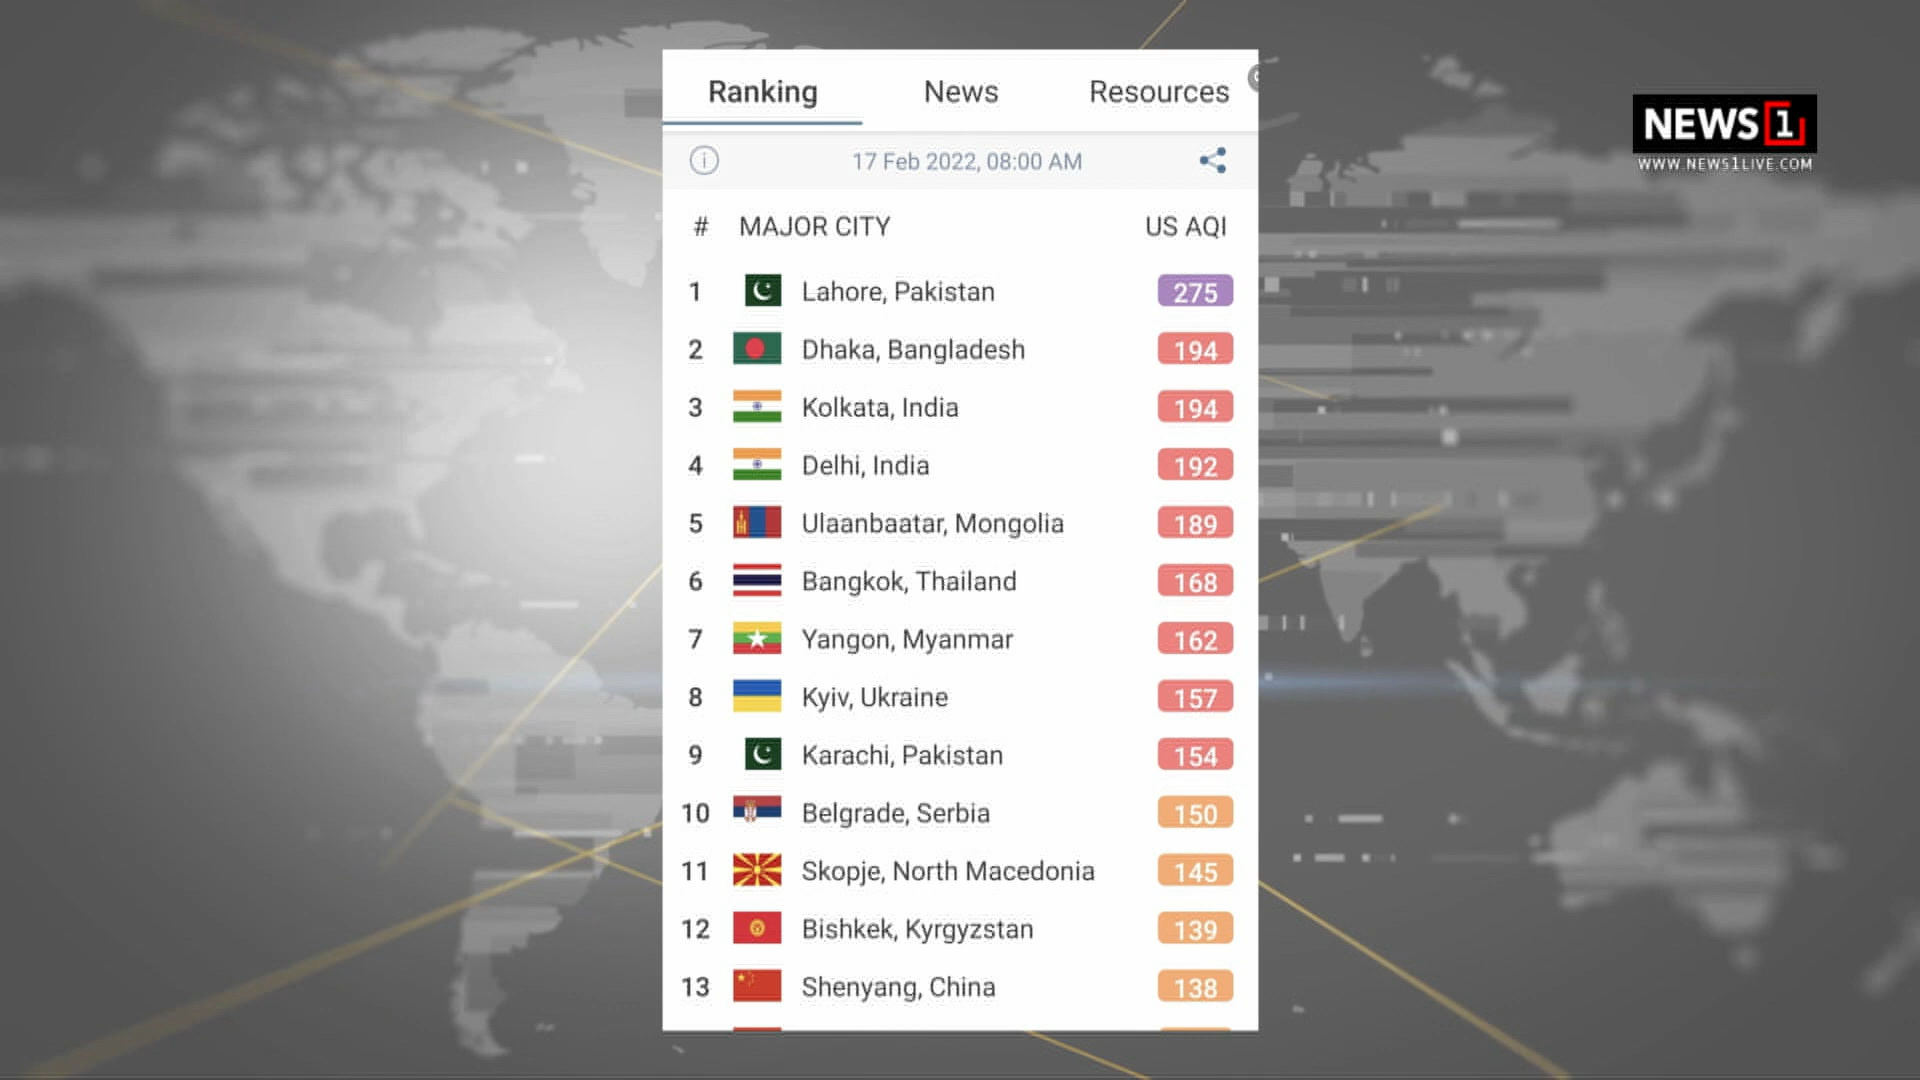 Ranking News Resources
NEWS 1
WWW.NEWS1LIVE.COM
17 Feb 2022, 08:00 AM
# MAJOR CITY US AQI
1 Lahore, Pakistan 275
2 Dhaka, Bangladesh 194
3 Kolkata, India 194
4 Delhi, India 192
5 Ulaanbaatar, Mongolia 189
6 Bangkok, Thailand 168
7 Yangon, Myanmar 162
8 Kyiv, Ukraine 157
9 Karachi, Pakistan 154
10 Belgrade, Serbia 150
11 Skopje, North Macedonia 145
12 Bishkek, Kyrgyzstan 139
13 Shenyang, China 138